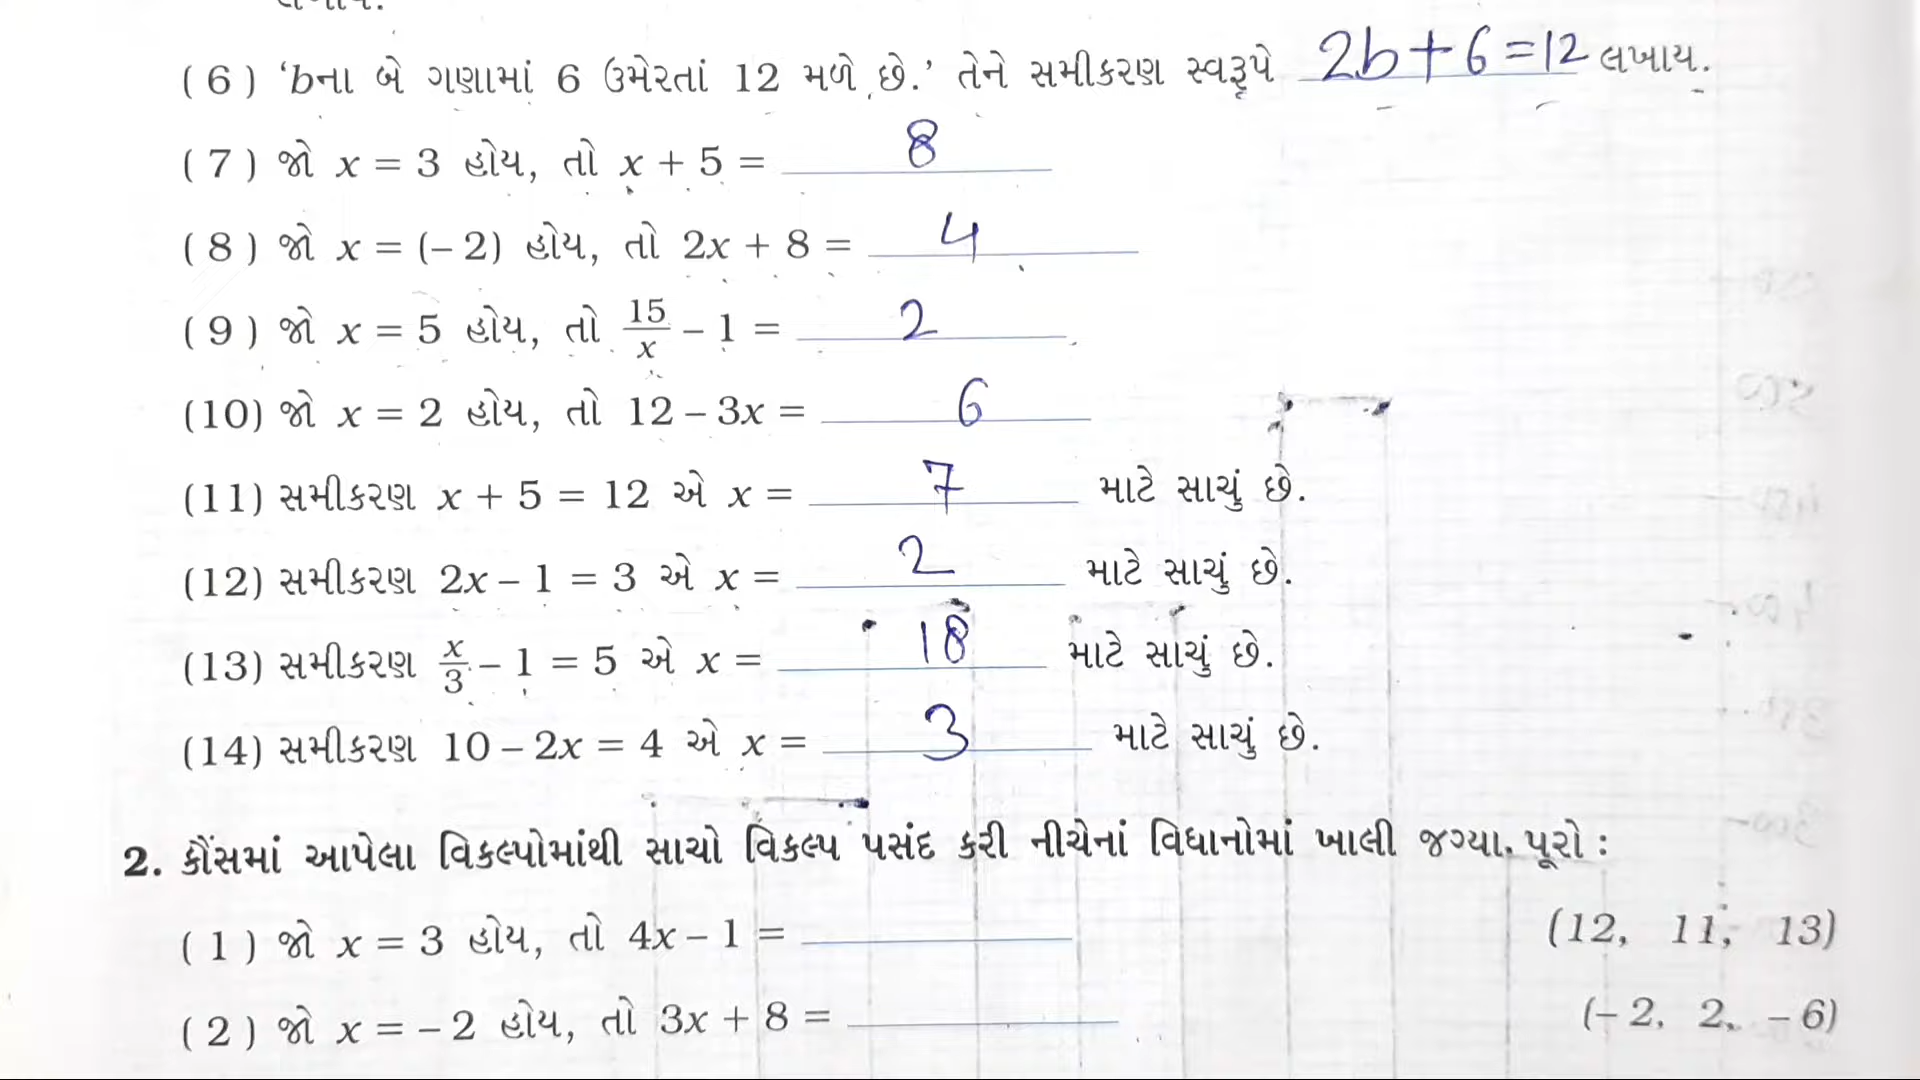 ( 6 ) ‘bના બે ગણામાં 6 ઉમેરતાં 12 મળે છે.’ તેને સમીકરણ સ્વરૂપે 2b+6=12 લખાય.
( 7 ) જો x = 3 હોય, તો x + 5 = 8
( 8 ) જો x = (– 2) હોય, તો 2x + 8 = 4
( 9 ) જો x = 5 હોય, તો 15/x – 1 = 2
(10) જો x = 2 હોય, તો 12 – 3x = 6
(11) સમીકરણ x + 5 = 12 એ x = 7 માટે સાચું છે.
(12) સમીકરણ 2x – 1 = 3 એ x = 2 માટે સાચું છે.
(13) સમીકરણ x/3 – 1 = 5 એ x = 18 માટે સાચું છે.
(14) સમીકરણ 10 – 2x = 4 એ x = 3 માટે સાચું છે.
2. કૌંસમાં આપેલા વિકલ્પોમાંથી સાચો વિકલ્પ પસંદ કરી નીચેનાં વિધાનોમાં ખાલી જગ્યા પૂરો :
( 1 ) જો x = 3 હોય, તો 4x – 1 = ________ (12, 11, 13)
( 2 ) જો x = – 2 હોય, તો 3x + 8 = ________ (– 2, 2, – 6)